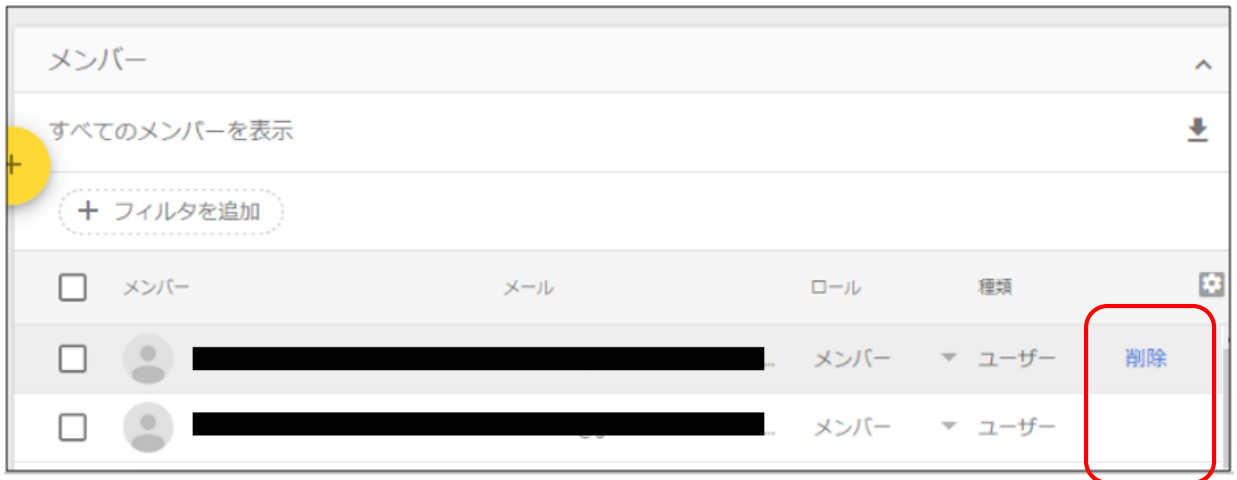 メンバー
すべてのメンバーを表示
+ フィルタを追加
メンバー メール ロール 種類
メンバー ユーザー 削除
メンバー ユーザー